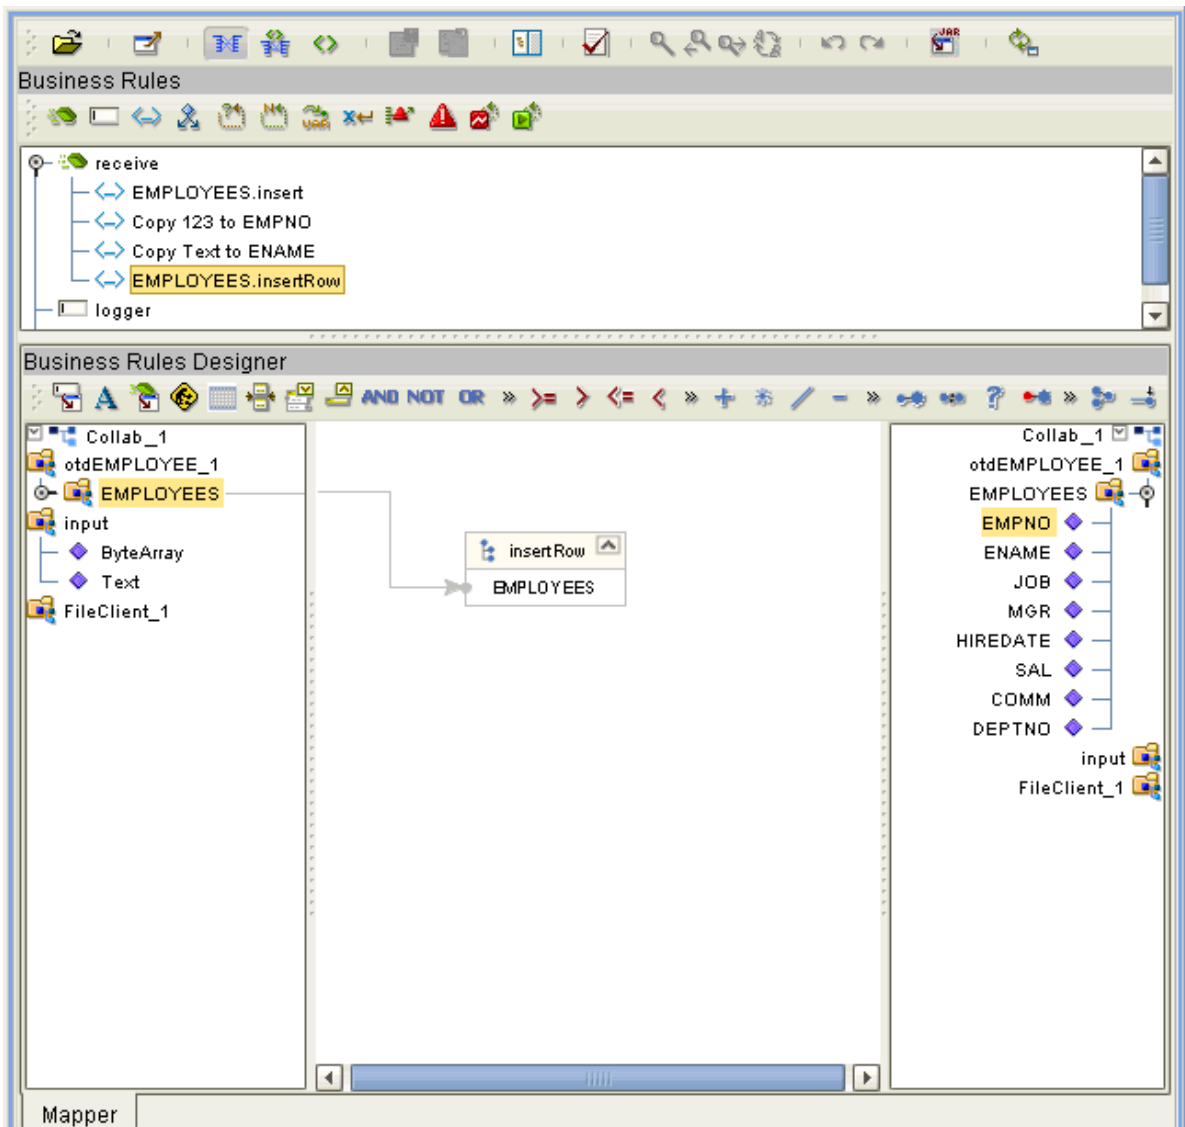 JAR
Business Rules
JAR
receive
EMPLOYEES.insert
Copy 123 to EMPNO
Copy Text to ENAME
EMPLOYEES.insertRow
logger
Business Rules Designer
A AND NOT OR » >= > <= < » + * / - » ? »
Collab_1
otdEMPLOYEE_1
EMPLOYEES
input
ByteArray
Text
FileClient_1
insertRow
EMPLOYEES
Collab_1
otdEMPLOYEE_1
EMPLOYEES
EMPNO
ENAME
JOB
MGR
HIREDATE
SAL
COMM
DEPTNO
input
FileClient_1
Mapper